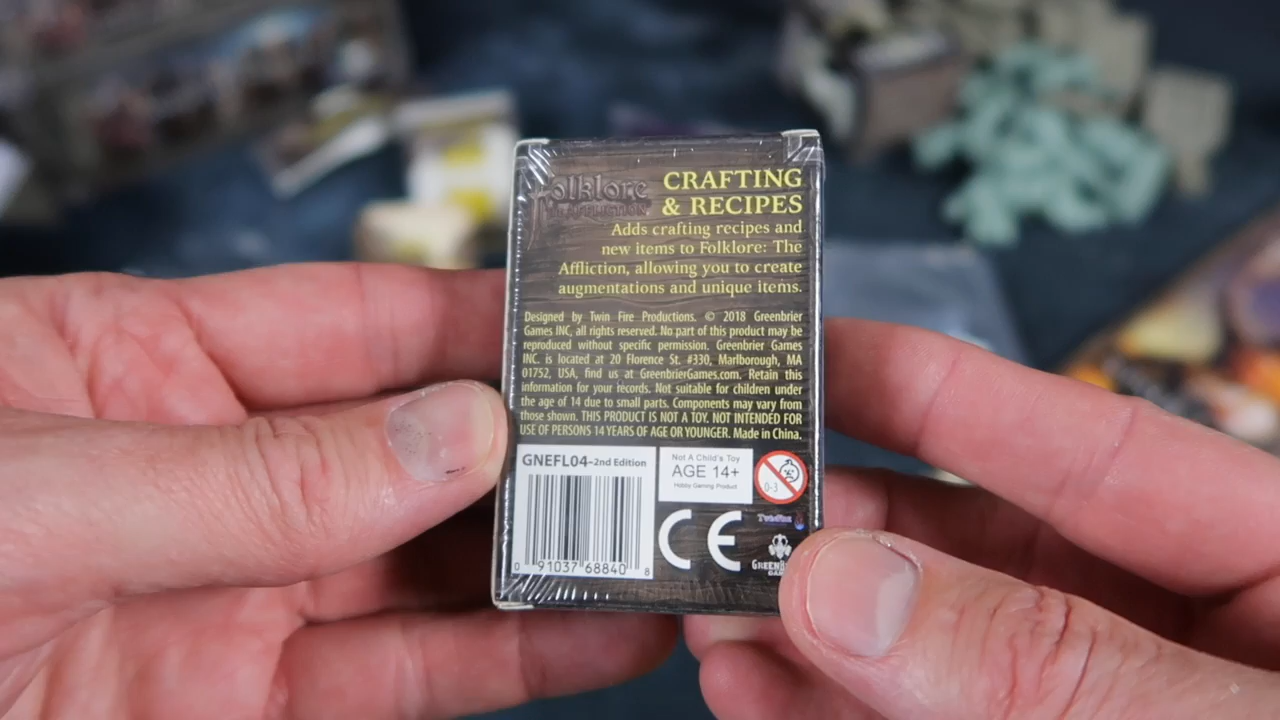 Folklore
THE AFFLICTION
CRAFTING
& RECIPES
Adds crafting recipes and
new items to Folklore: The
Affliction, allowing you to create
augmentations and unique items.
Designed by Twin Fire Productions. © 2018 Greenbrier
Games INC, all rights reserved. No part of this product may be
reproduced without specific permission. Greenbrier Games
INC. is located at 20 Florence St. #330, Marlborough, MA
01752, USA, find us at GreenbrierGames.com. Retain this
information for your records. Not suitable for children under
the age of 14 due to small parts. Components may vary from
those shown. THIS PRODUCT IS NOT A TOY. NOT INTENDED FOR
USE OF PERSONS 14 YEARS OF AGE OR YOUNGER. Made in China.
GNEFL04-2nd Edition
Not A Child's Toy
AGE 14+
Hobby Gaming Product
0-3
0 91037 68840 8
CE